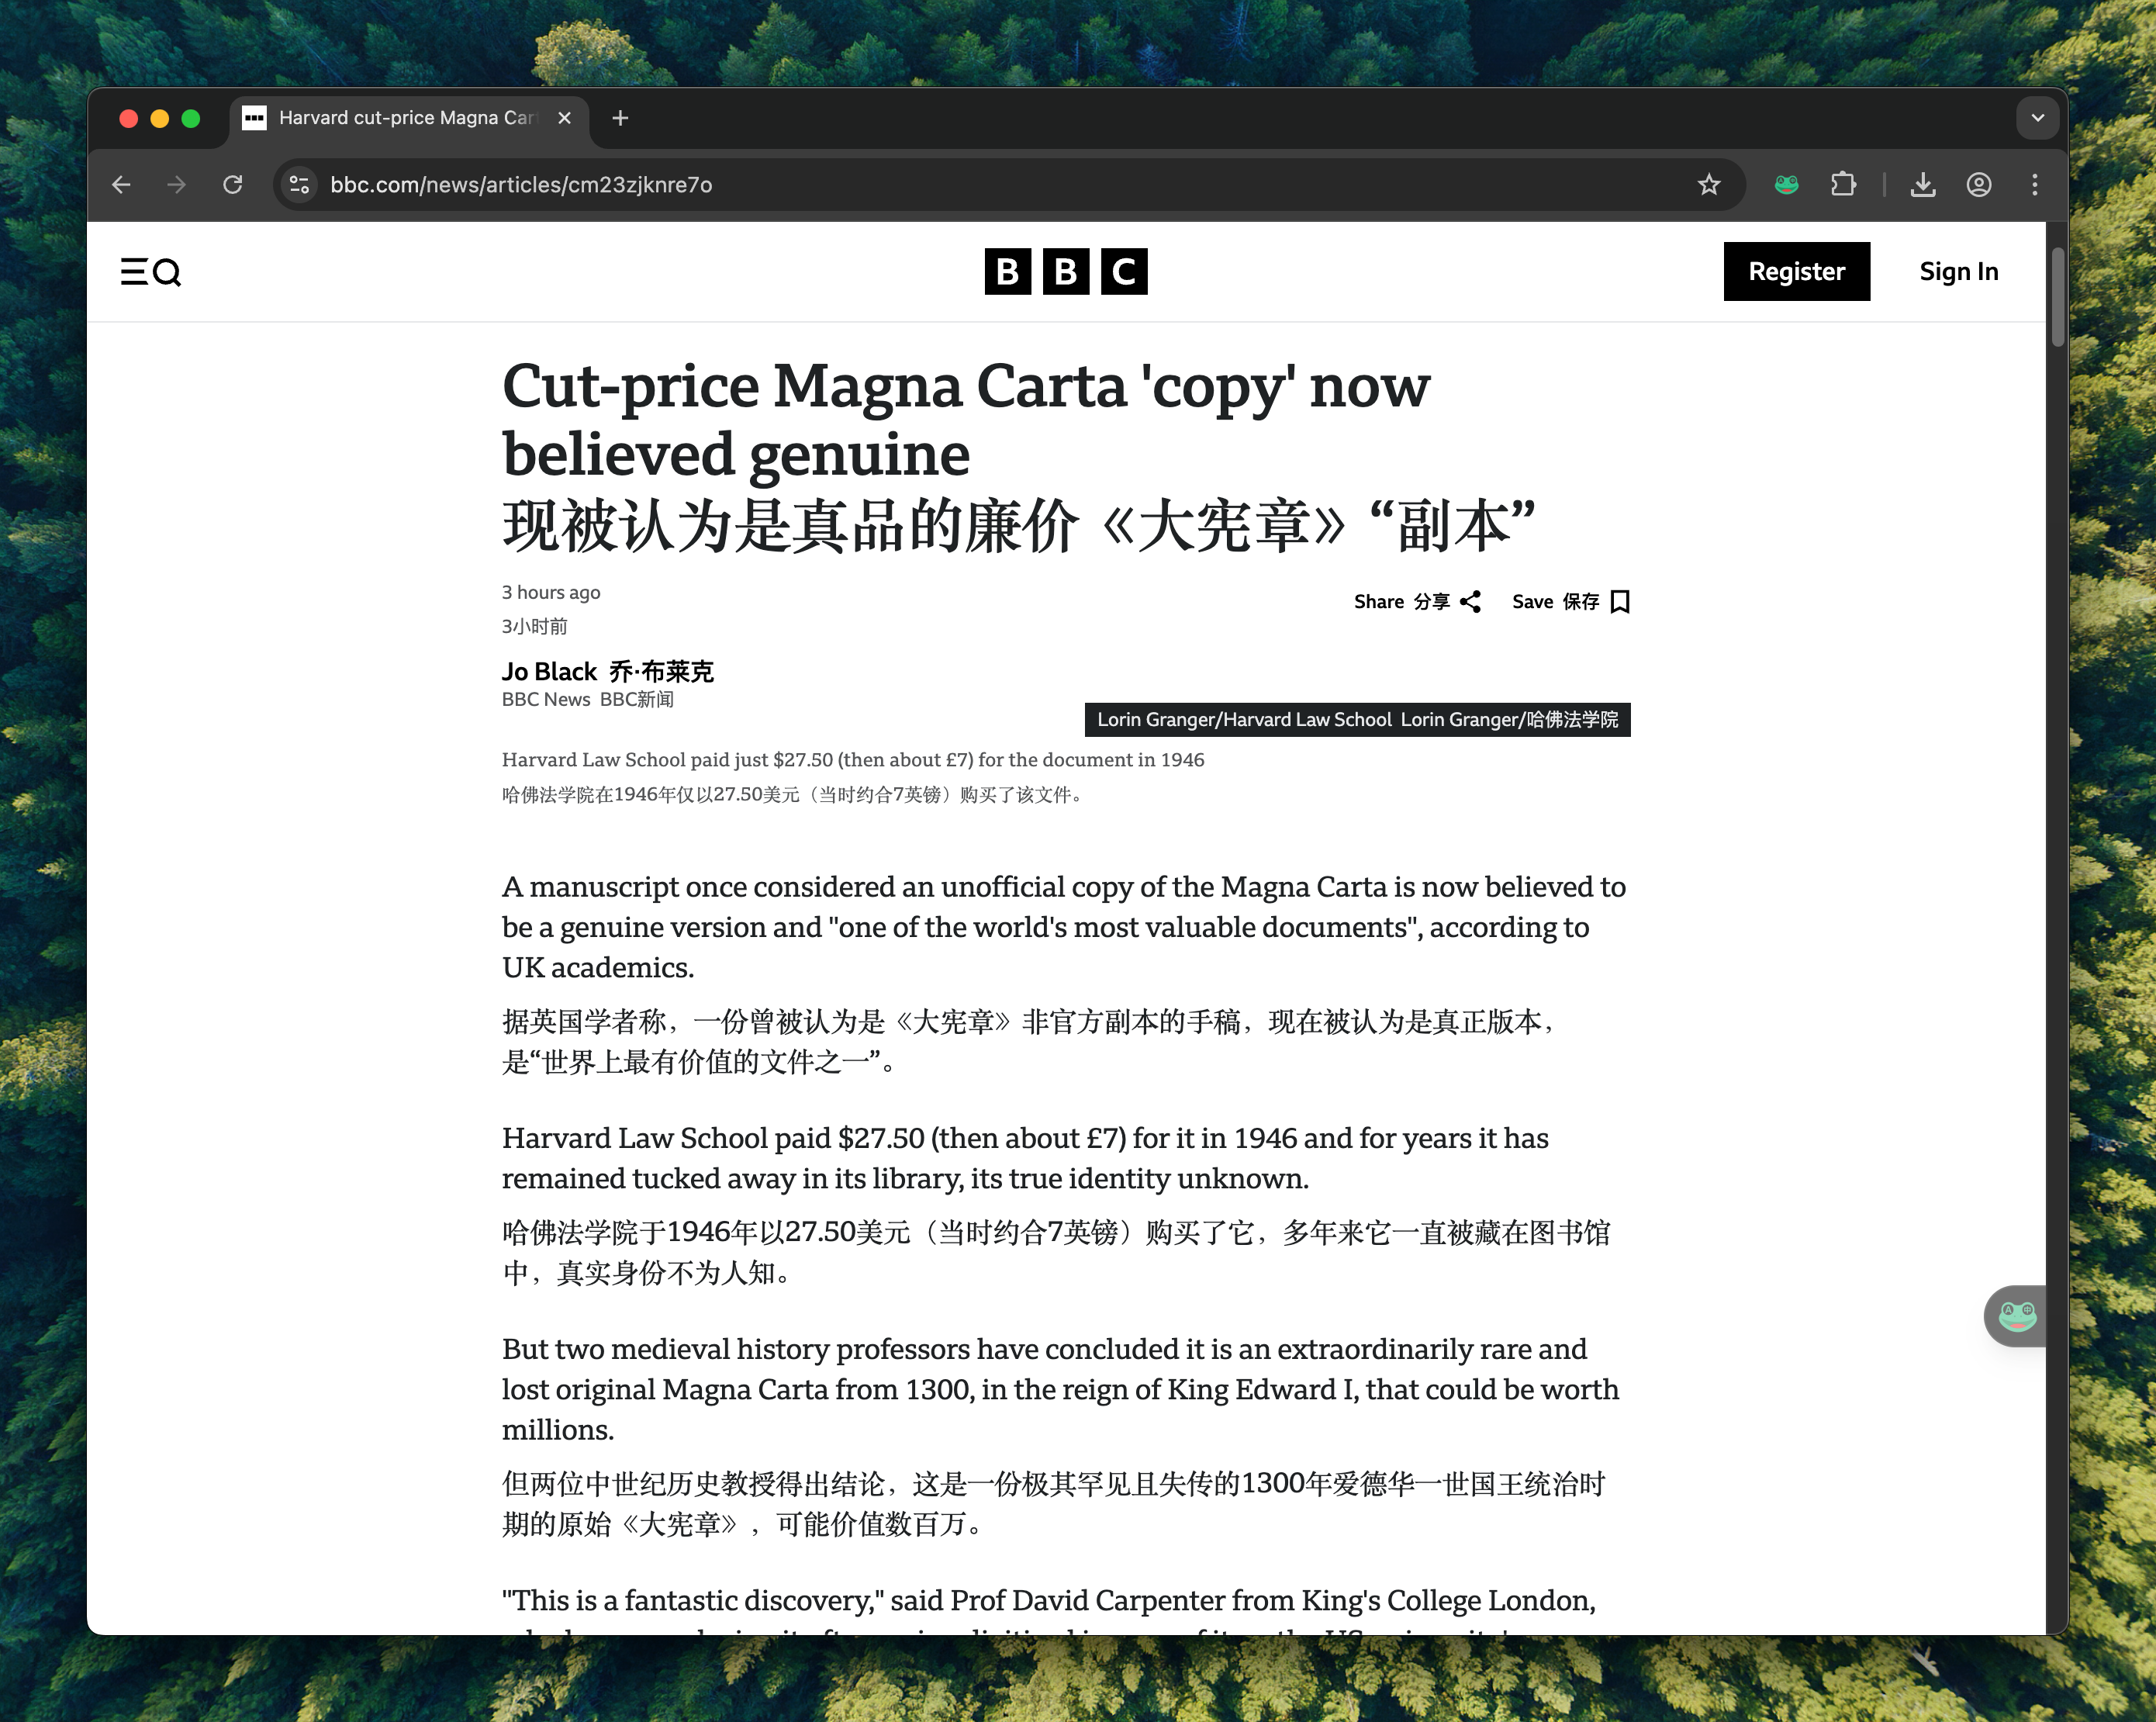 Harvard cut-price Magna Car
bbc.com/news/articles/cm23zjknre7o
BBC
Register
Sign In
Cut-price Magna Carta 'copy' now
believed genuine
现被认为是真品的廉价《大宪章》“副本”
3 hours ago
3小时前
Share 分享
Save 保存
Jo Black 乔·布莱克
BBC News BBC新闻
Lorin Granger/Harvard Law School Lorin Granger/哈佛法学院
Harvard Law School paid just $27.50 (then about £7) for the document in 1946
哈佛法学院在1946年仅以27.50美元（当时约合7英镑）购买了该文件。
A manuscript once considered an unofficial copy of the Magna Carta is now believed to
be a genuine version and "one of the world's most valuable documents", according to
UK academics.
据英国学者称，一份曾被认为是《大宪章》非官方副本的手稿，现在被认为是真正版本，
是“世界上最有价值的文件之一”。
Harvard Law School paid $27.50 (then about £7) for it in 1946 and for years it has
remained tucked away in its library, its true identity unknown.
哈佛法学院于1946年以27.50美元（当时约合7英镑）购买了它，多年来它一直被藏在图书馆
中，真实身份不为人知。
But two medieval history professors have concluded it is an extraordinarily rare and
lost original Magna Carta from 1300, in the reign of King Edward I, that could be worth
millions.
但两位中世纪历史教授得出结论，这是一份极其罕见且失传的1300年爱德华一世国王统治时
期的原始《大宪章》，可能价值数百万。
"This is a fantastic discovery," said Prof David Carpenter from King's College London,